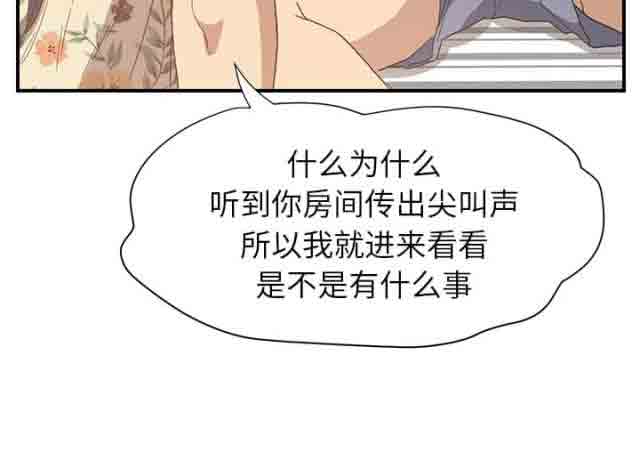 什么为什么
听到你房间传出尖叫声
所以我就进来看看
是不是有什么事